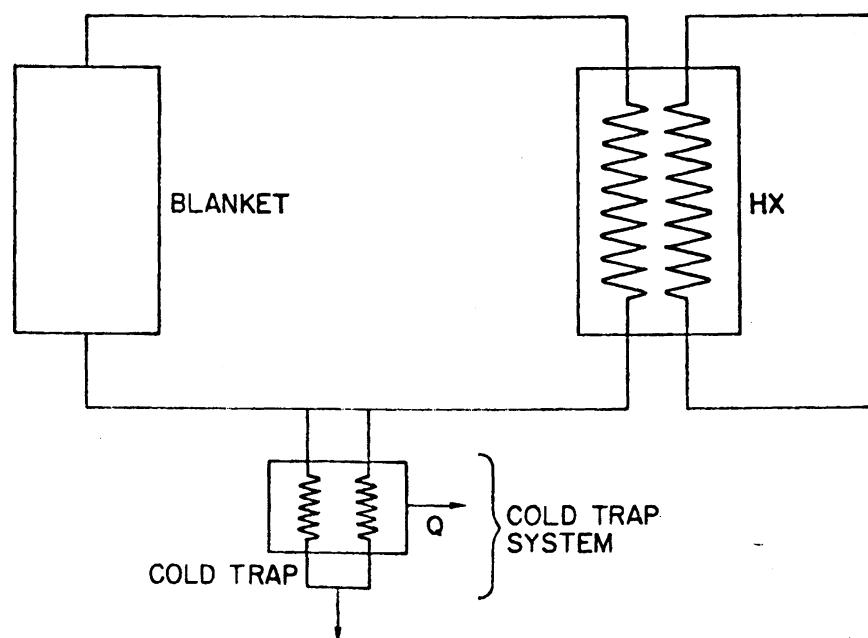 BLANKET
HX
Q
COLD TRAP
SYSTEM
COLD TRAP